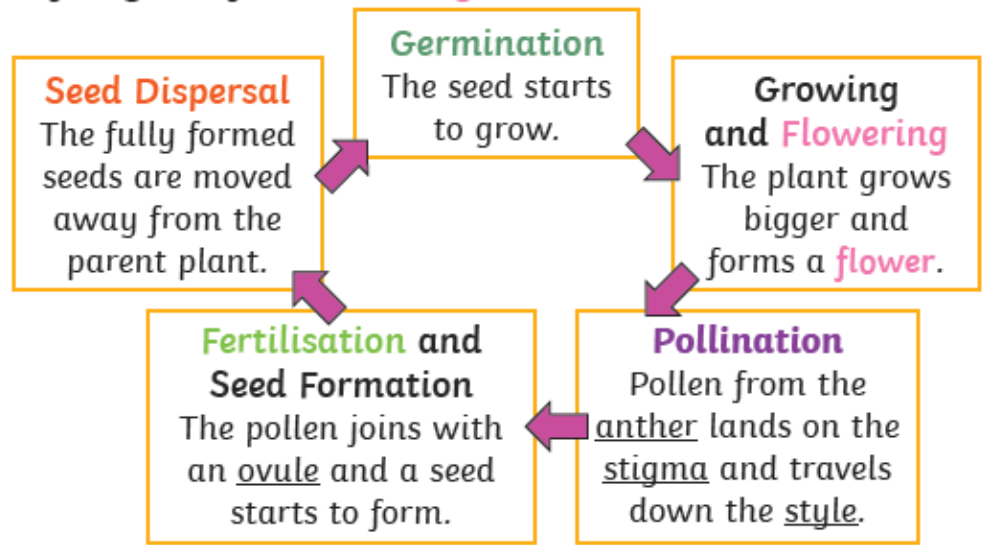 Germination
The seed starts
to grow.
Growing
and Flowering
The plant grows
bigger and
forms a flower.
Pollination
Pollen from the
anther lands on the
stigma and travels
down the style.
Fertilisation and
Seed Formation
The pollen joins with
an ovule and a seed
starts to form.
Seed Dispersal
The fully formed
seeds are moved
away from the
parent plant.